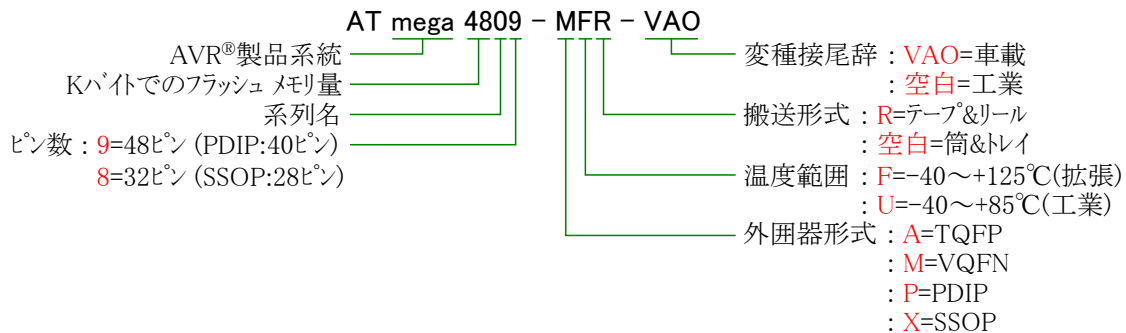 AT mega 4809 - MFR - VAO
AVR®製品系統
Kバイトでのフラッシュ メモリ量
系列名
ピン数 : 9=48ピン (PDIP:40ピン)
8=32ピン (SSOP:28ピン)
変種接尾辞 : VAO=車載
: 空白=工業
搬送形式 : R=テープ&リール
: 空白=筒&トレイ
温度範囲 : F=-40～+125℃(拡張)
: U=-40～+85℃(工業)
外囲器形式 : A=TQFP
: M=VQFN
: P=PDIP
: X=SSOP